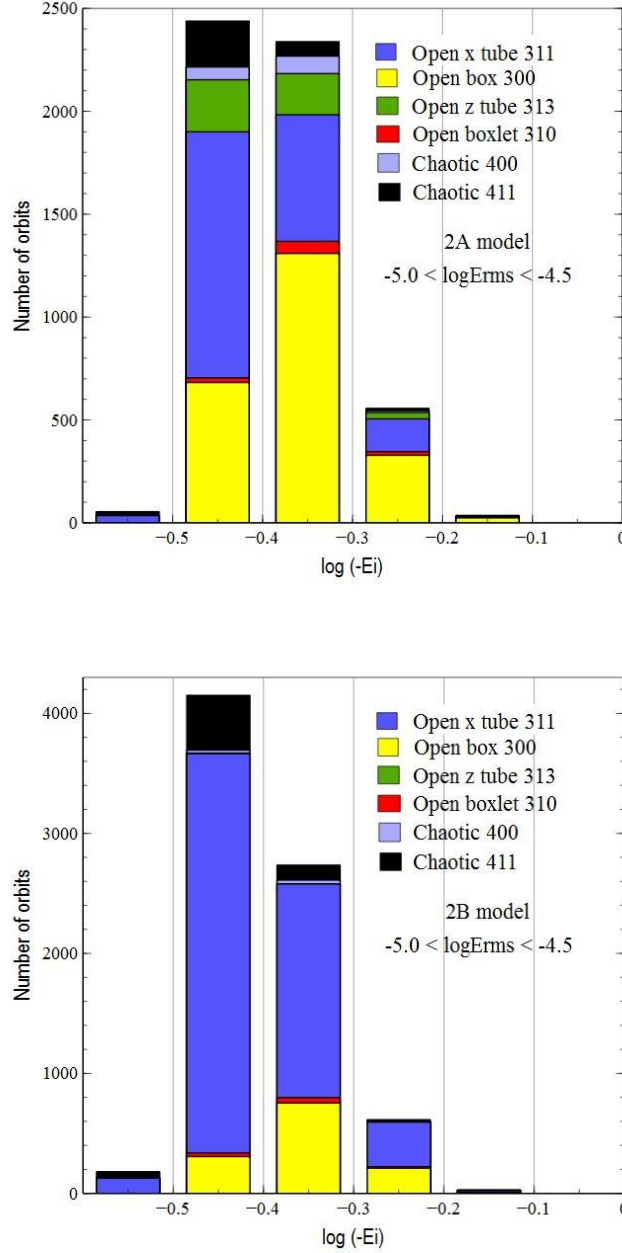 2500
2000
1500
1000
500
0
Number of orbits
Open x tube 311
Open box 300
Open z tube 313
Open boxlet 310
Chaotic 400
Chaotic 411
2A model
-5.0 < logErms < -4.5
−0.5
−0.4
−0.3
−0.2
−0.1
0
log (-Ei)
4000
3000
2000
1000
0
Number of orbits
Open x tube 311
Open box 300
Open z tube 313
Open boxlet 310
Chaotic 400
Chaotic 411
2B model
-5.0 < logErms < -4.5
−0.5
−0.4
−0.3
−0.2
−0.1
0
log (-Ei)